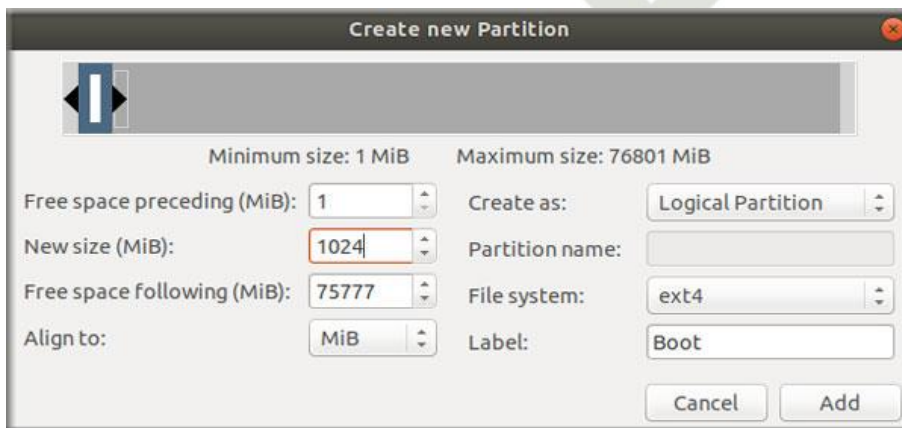 Create new Partition
Minimum size: 1 MiB Maximum size: 76801 MiB
Free space preceding (MiB): 1 Create as: Logical Partition
New size (MiB): 1024 Partition name:
Free space following (MiB): 75777 File system: ext4
Align to: MiB Label: Boot
Cancel Add